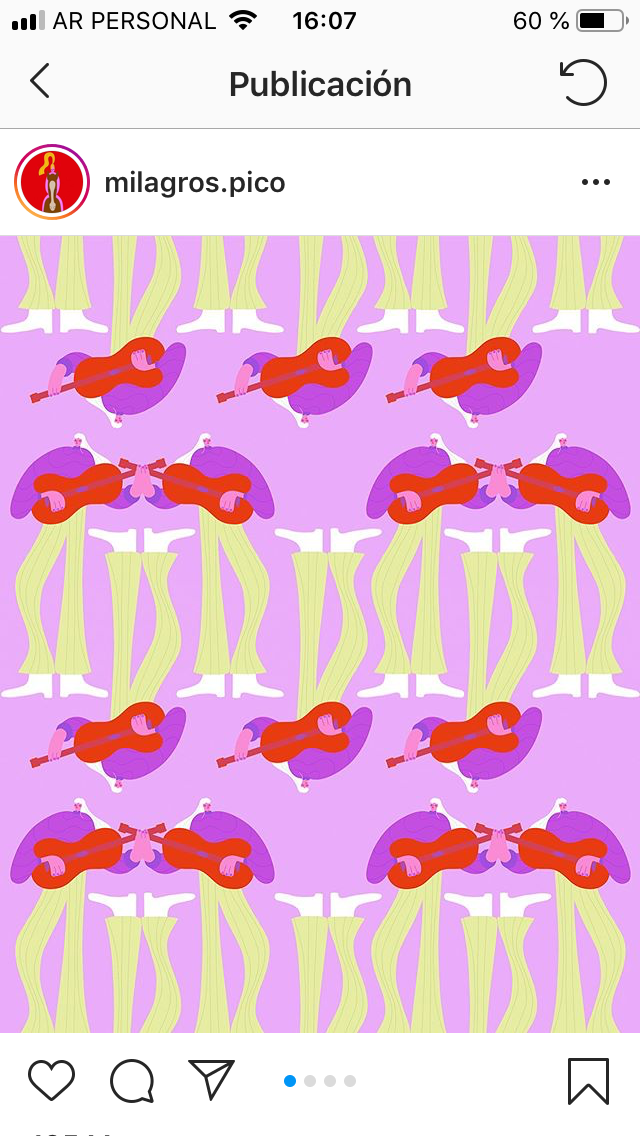 AR PERSONAL 16:07 60 %
Publicación
milagros.pico